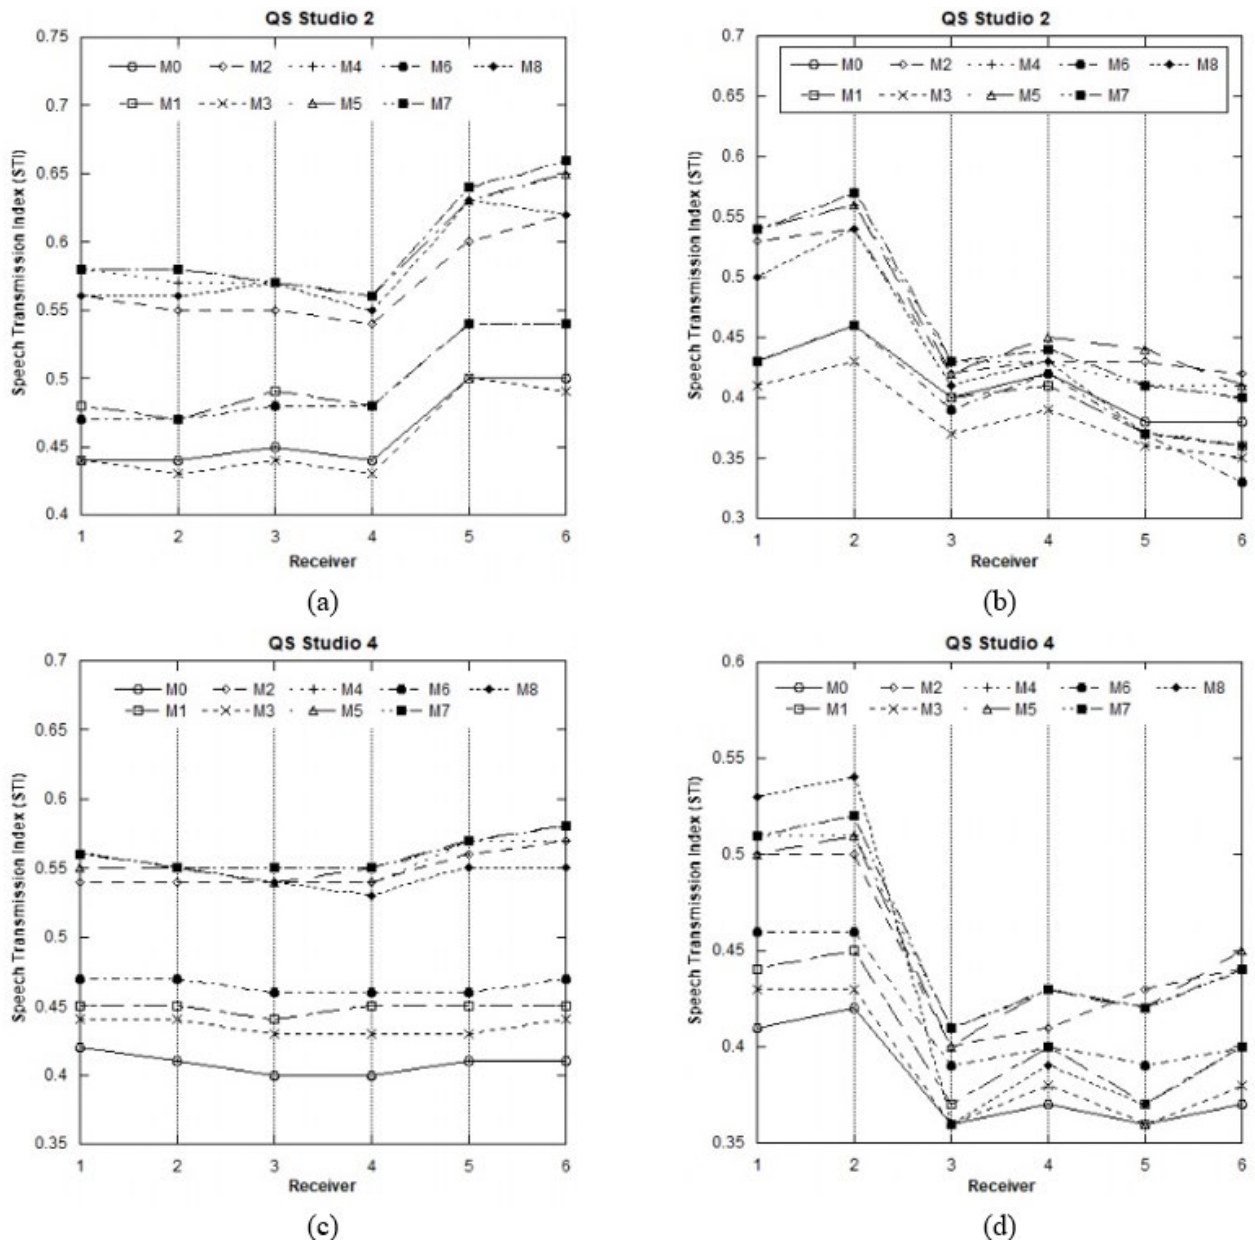 QS Studio 2
0.75
0.7
0.65
0.6
0.55
0.5
0.45
0.4
Speech Transmission Index (STI)
M0 M2 M4 M6 M8
M1 M3 M5 M7
1 2 3 4 5 6
Receiver
(a)
QS Studio 2
0.7
0.65
0.6
0.55
0.5
0.45
0.4
0.35
0.3
Speech Transmission Index (STI)
M0 M2 M4 M6 M8
M1 M3 M5 M7
1 2 3 4 5 6
Receiver
(b)
QS Studio 4
0.7
0.65
0.6
0.55
0.5
0.45
0.4
0.35
Speech Transmission Index (STI)
M0 M2 M4 M6 M8
M1 M3 M5 M7
1 2 3 4 5 6
Receiver
(c)
QS Studio 4
0.6
0.55
0.5
0.45
0.4
0.35
Speech Transmission Index (STI)
M0 M2 M4 M6 M8
M1 M3 M5 M7
1 2 3 4 5 6
Receiver
(d)